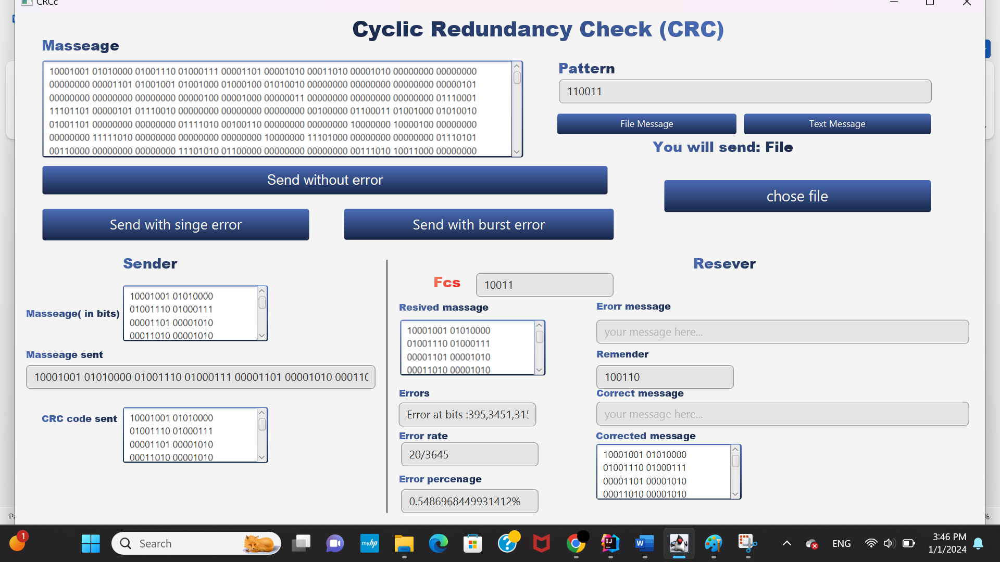 CRCc
Cyclic Redundancy Check (CRC)
Masseage
10001001 01010000 01001110 01000111 00001101 00001010 00011010 00001010 00000000 00000000
00000000 00001101 01001001 01001000 01000100 01010010 00000000 00000000 00000000 00000101
00000000 00000000 00000000 00000100 00001000 00000011 00000000 00000000 00000000 01110001
11101101 00000101 01110010 00000000 00000000 00000000 00100000 01100011 01001000 01010010
01001101 00000000 00000000 01111010 00100110 00000000 00000000 10000000 10000100 00000000
00000000 11111010 00000000 00000000 00000000 10000000 11101000 00000000 00000000 01110101
00110000 00000000 00000000 11101010 01100000 00000000 00000000 00111010 10011000 00000000
Pattern
110011
File Message
Text Message
You will send: File
Send without error
chose file
Send with singe error
Send with burst error
Sender
Masseage( in bits)
10001001 01010000
01001110 01000111
00001101 00001010
00011010 00001010
Masseage sent
10001001 01010000 01001110 01000111 00001101 00001010 000110
CRC code sent
10001001 01010000
01001110 01000111
00001101 00001010
00011010 00001010
Resever
Fcs
10011
Resived massage
10001001 01010000
01001110 01000111
00001101 00001010
00011010 00001010
Errors
Error at bits :395,3451,315
Error rate
20/3645
Error percenage
0.5486968449931412%
Erorr message
your message here...
Remender
100110
Correct message
your message here...
Corrected message
10001001 01010000
01001110 01000111
00001101 00001010
00011010 00001010
%
1
Search
myhp
IJ
W
ENG
3:46 PM
1/1/2024